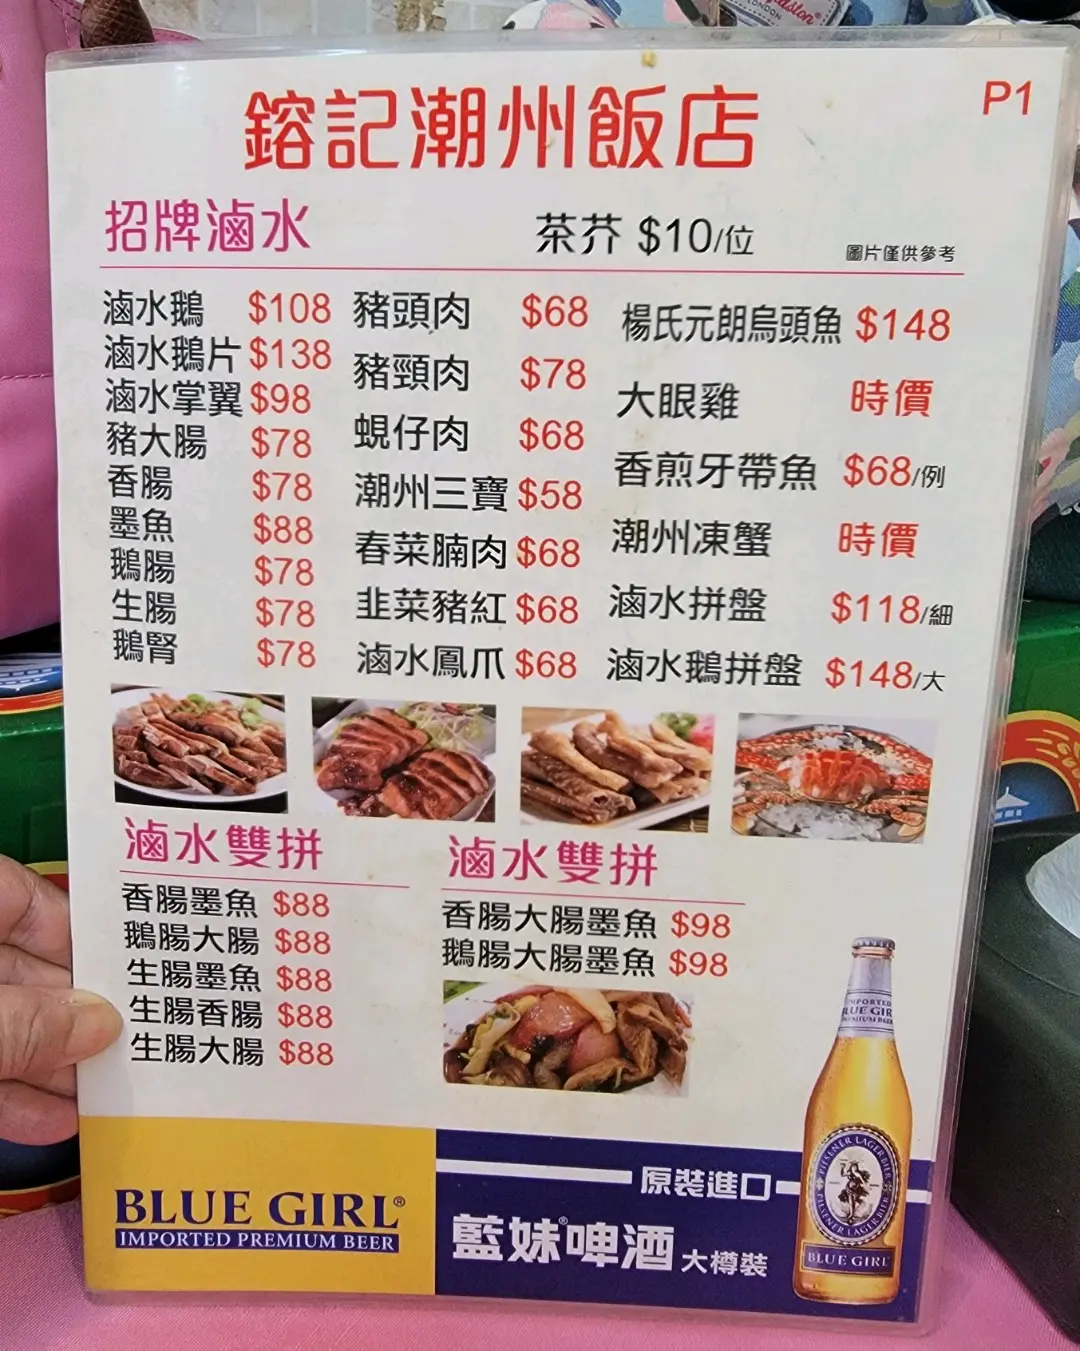 鎔記潮州飯店
P1
招牌滷水
茶芥 $10/位
圖片僅供參考
滷水鵝 $108
滷水鵝片 $138
滷水掌翼 $98
豬大腸 $78
香腸 $78
墨魚 $88
鵝腸 $78
生腸 $78
鵝腎 $78
豬頭肉 $68
豬頸肉 $78
蜆仔肉 $68
潮州三寶 $58
春菜腩肉 $68
韭菜豬紅 $68
滷水鳳爪 $68
楊氏元朗烏頭魚 $148
大眼雞 時價
香煎牙帶魚 $68/例
潮州凍蟹 時價
滷水拼盤 $118/細
滷水鵝拼盤 $148/大
滷水雙拼
香腸墨魚 $88
鵝腸大腸 $88
生腸墨魚 $88
生腸香腸 $88
生腸大腸 $88
滷水雙拼
香腸大腸墨魚 $98
鵝腸大腸墨魚 $98
BLUE GIRL®
IMPORTED PREMIUM BEER
原裝進口
藍妹®啤酒 大樽裝
IMPORTED
BLUE GIRL
PILSENER LAGER BIER
PILSENER LAGER BIER
BLUE GIRL
LONDON